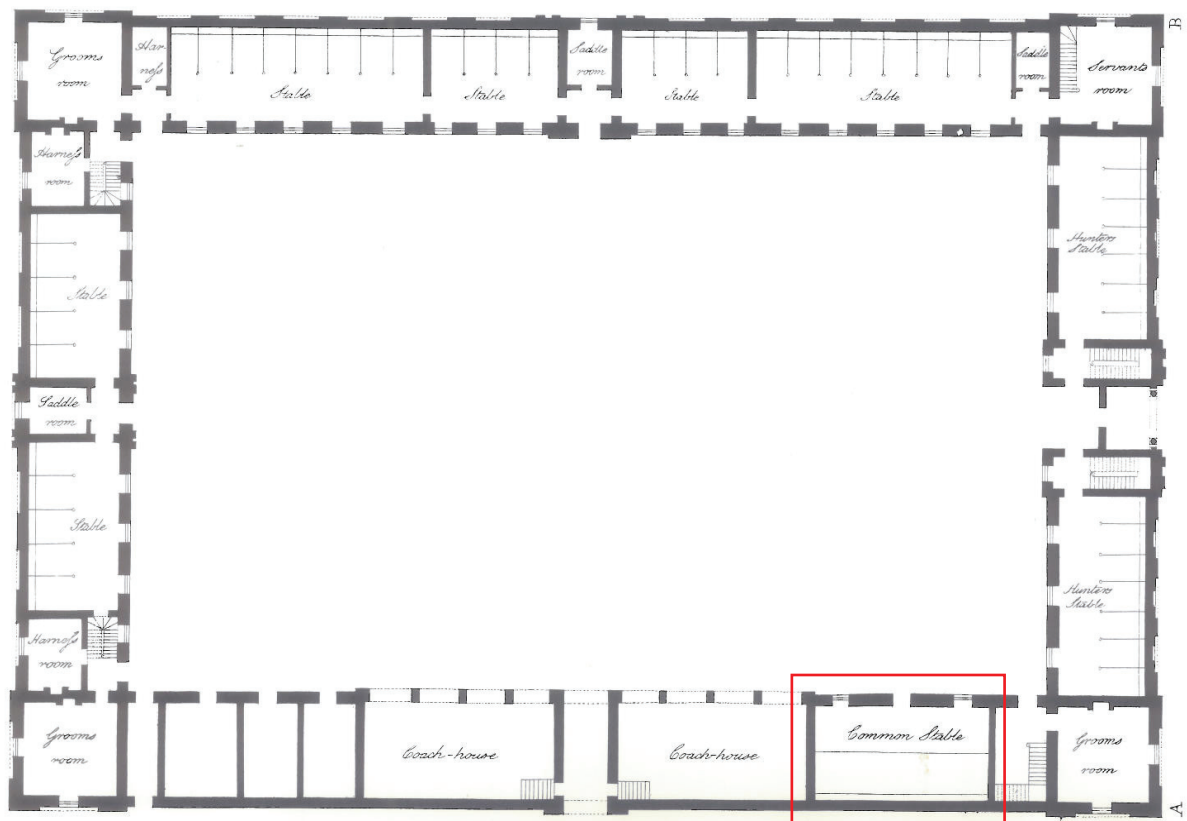 Grooms
room
Har
neſs
Stable
Stable
Saddle
room
Stable
Stable
Saddle
room
Servants
room
B
Harneſs
room
Hunters
Stable
Stable
Saddle
room
Stable
Hunters
Stable
Harneſs
room
Grooms
room
Coach-house
Coach-house
Common Stable
Grooms
room
A